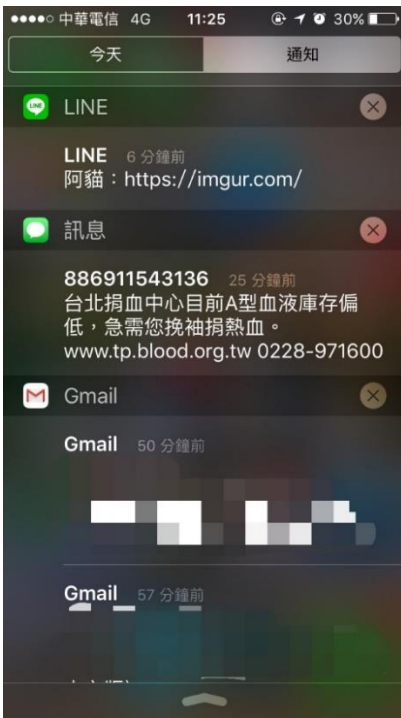 中華電信 4G 11:25 30%
今天 通知
LINE
LINE 6 分鐘前
阿貓：https://imgur.com/
訊息
886911543136 25 分鐘前
台北捐血中心目前A型血液庫存偏
低，急需您挽袖捐熱血。
www.tp.blood.org.tw 0228-971600
Gmail
Gmail 50 分鐘前
Gmail 57 分鐘前